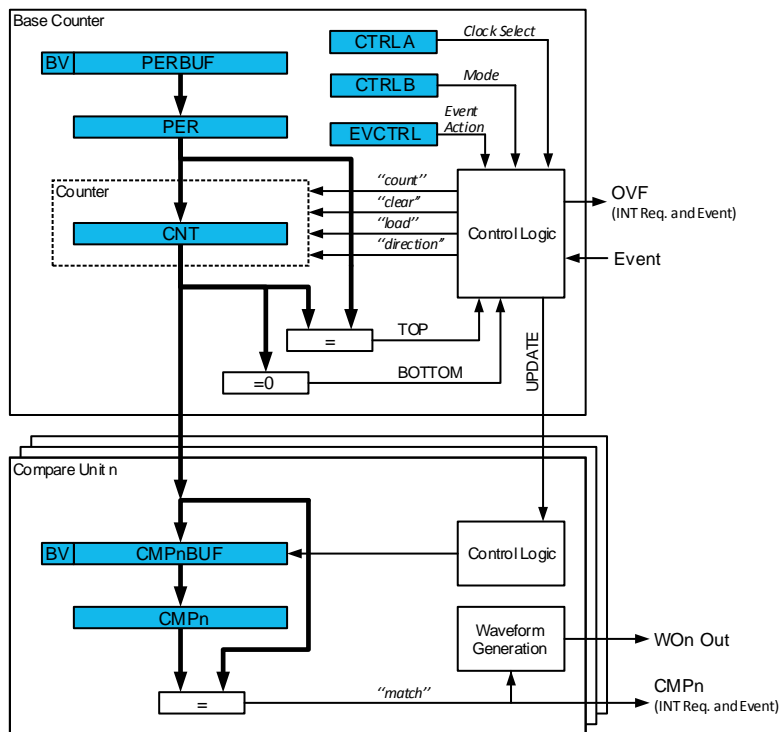 Base Counter
BV
PERBUF
PER
CTRLA
Clock Select
CTRLB
Mode
EVCTRL
Event
Action
Counter
CNT
"count"
"clear"
"load"
"direction"
Control Logic
OVF
(INT Req. and Event)
Event
=
TOP
=0
BOTTOM
UPDATE
Compare Unit n
BV
CMPnBUF
Control Logic
CMPn
Waveform
Generation
WOn Out
=
"match"
CMPn
(INT Req. and Event)